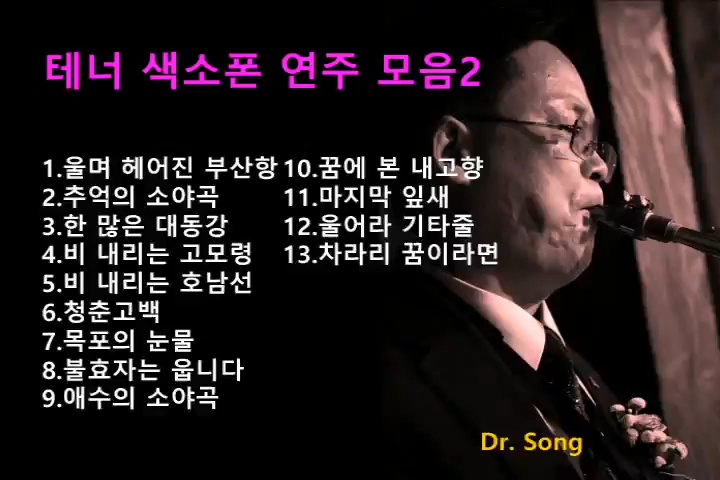 테너 색소폰 연주 모음2
1.울며 헤어진 부산항
2.추억의 소야곡
3.한 많은 대동강
4.비 내리는 고모령
5.비 내리는 호남선
6.청춘고백
7.목포의 눈물
8.불효자는 웁니다
9.애수의 소야곡
10.꿈에 본 내고향
11.마지막 잎새
12.울어라 기타줄
13.차라리 꿈이라면
Dr. Song